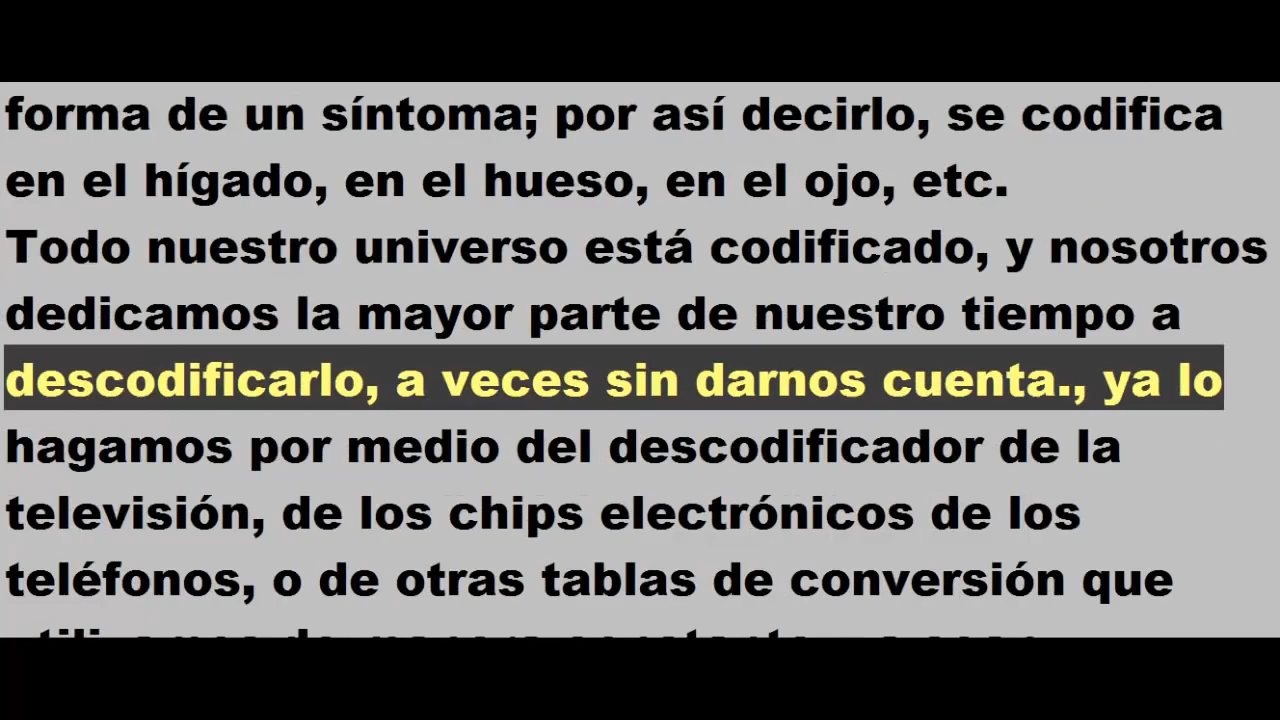 forma de un síntoma; por así decirlo, se codifica
en el hígado, en el hueso, en el ojo, etc.
Todo nuestro universo está codificado, y nosotros
dedicamos la mayor parte de nuestro tiempo a
descodificarlo, a veces sin darnos cuenta., ya lo
hagamos por medio del descodificador de la
televisión, de los chips electrónicos de los
teléfonos, o de otras tablas de conversión que